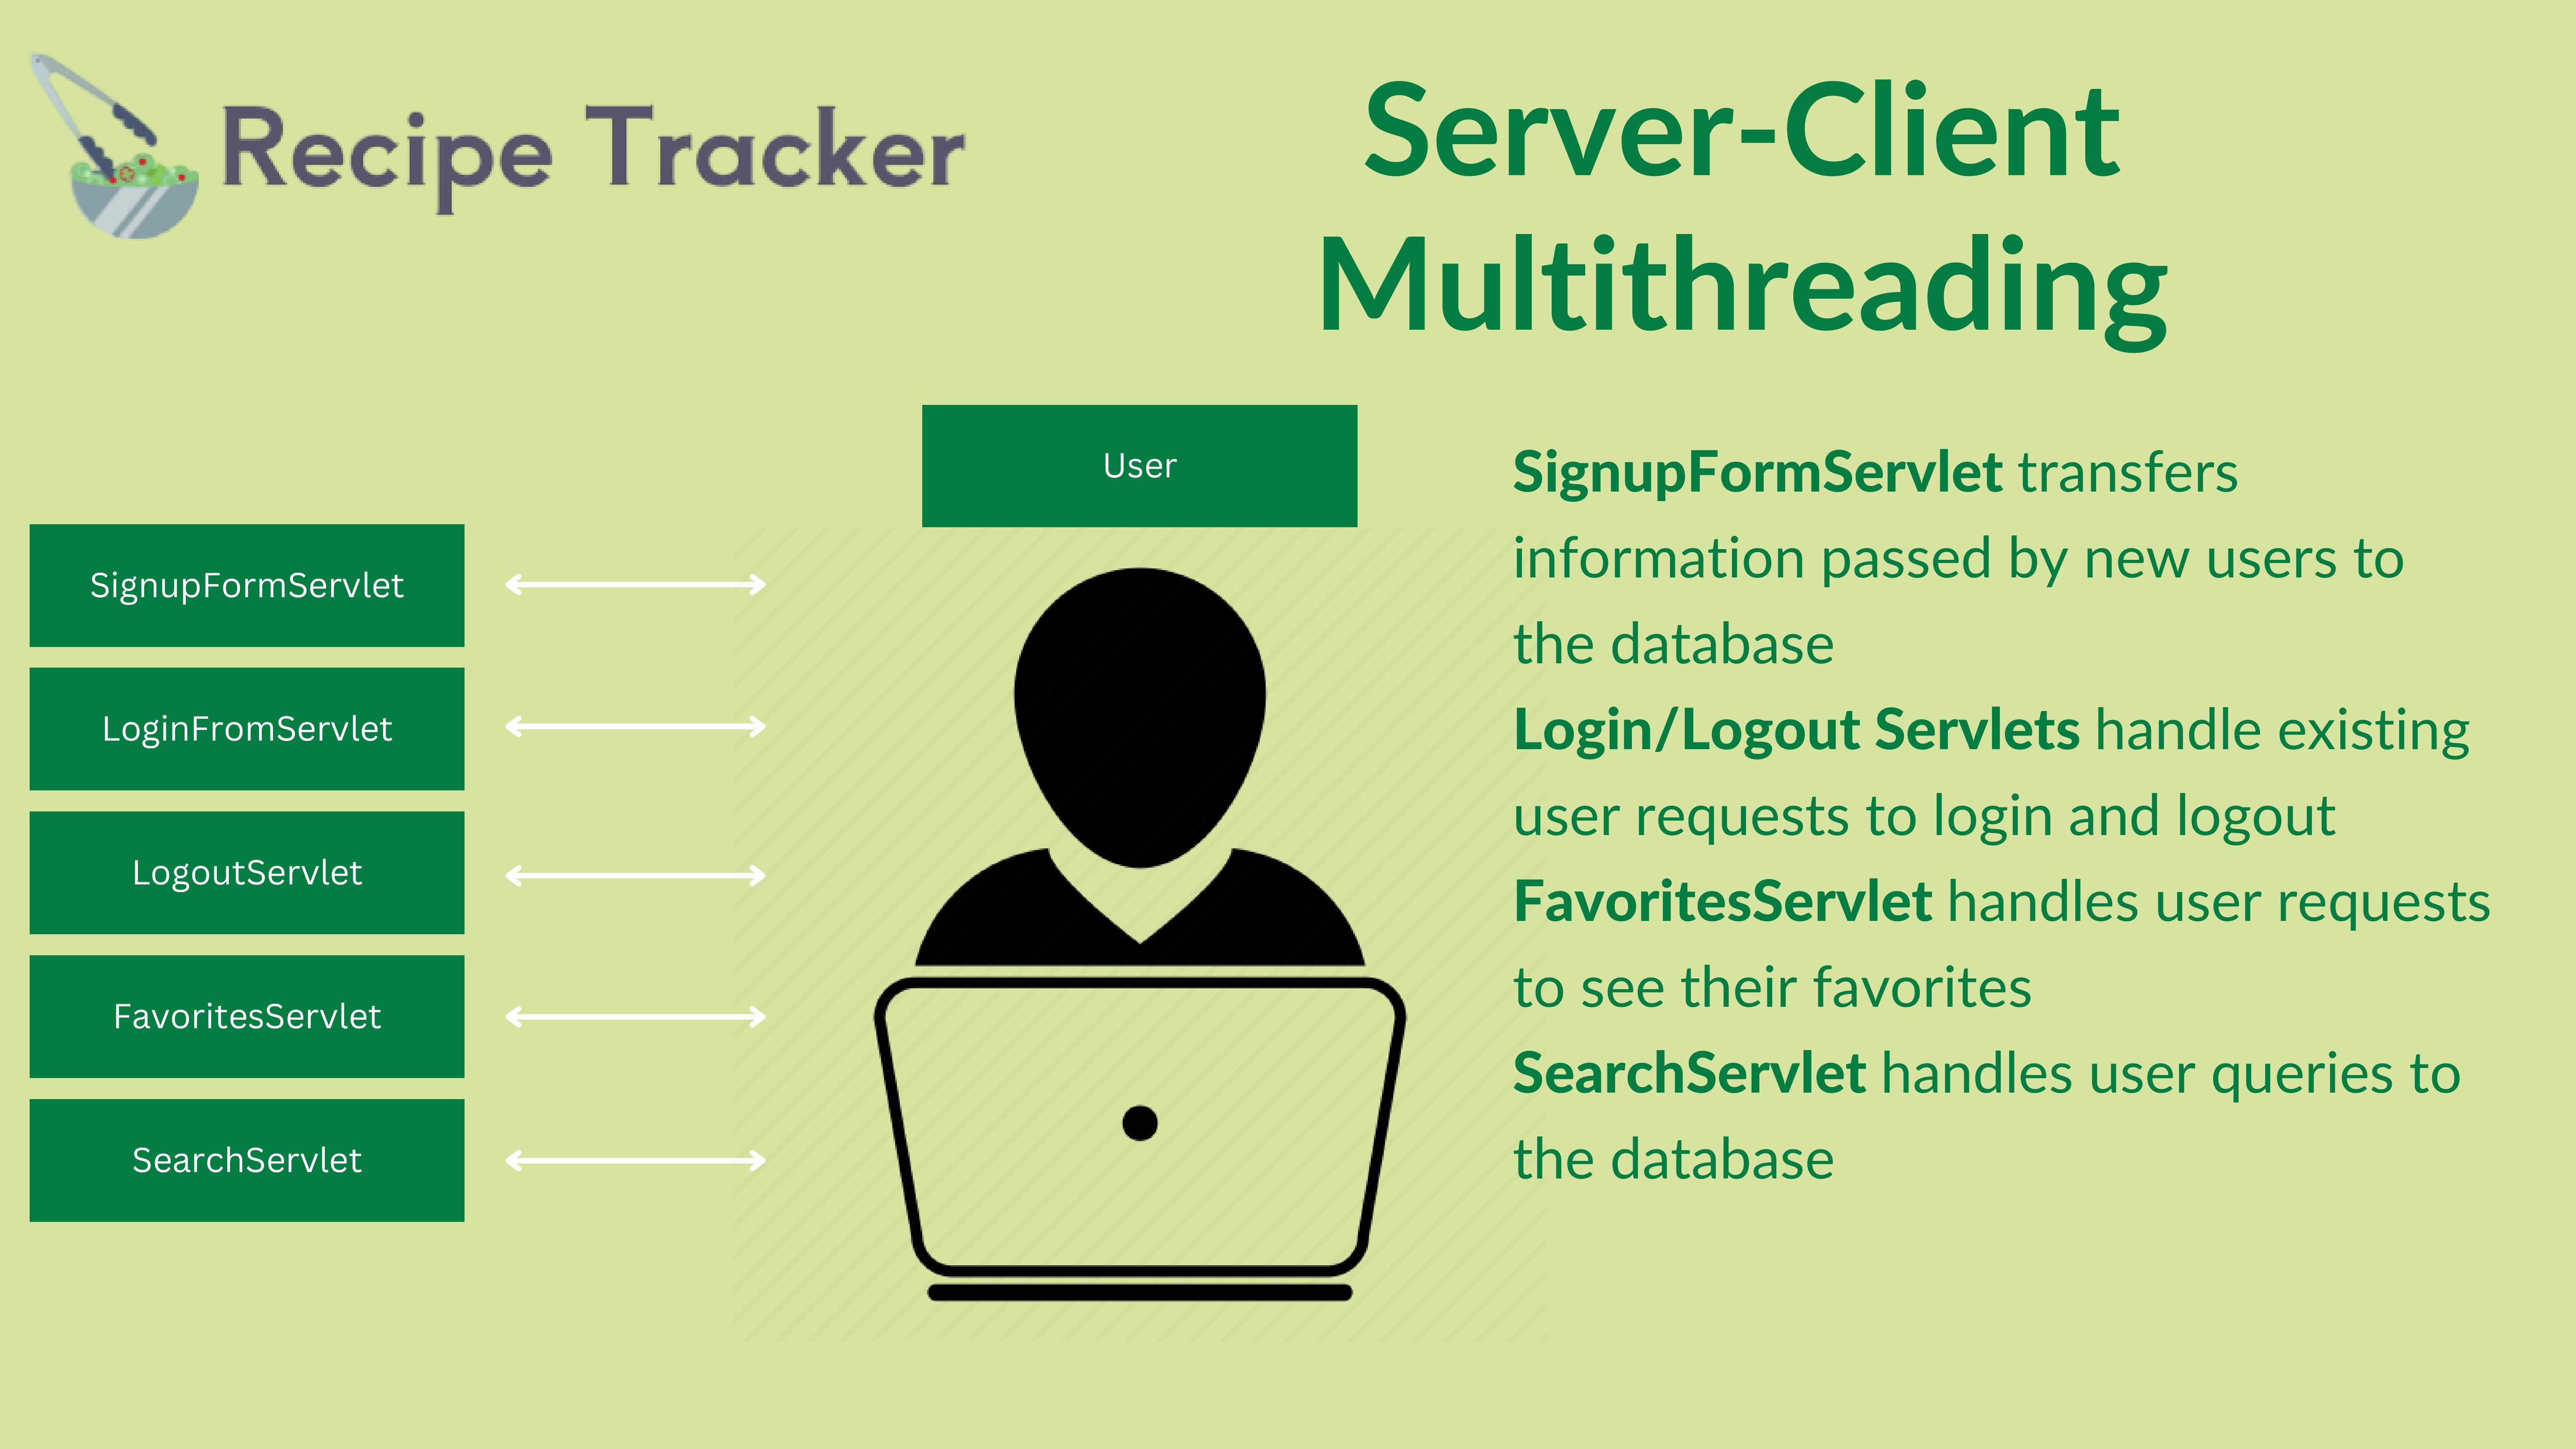 Recipe Tracker
Server-Client
Multithreading
User
SignupFormServlet
LoginFromServlet
LogoutServlet
FavoritesServlet
SearchServlet
SignupFormServlet transfers
information passed by new users to
the database
Login/Logout Servlets handle existing
user requests to login and logout
FavoritesServlet handles user requests
to see their favorites
SearchServlet handles user queries to
the database